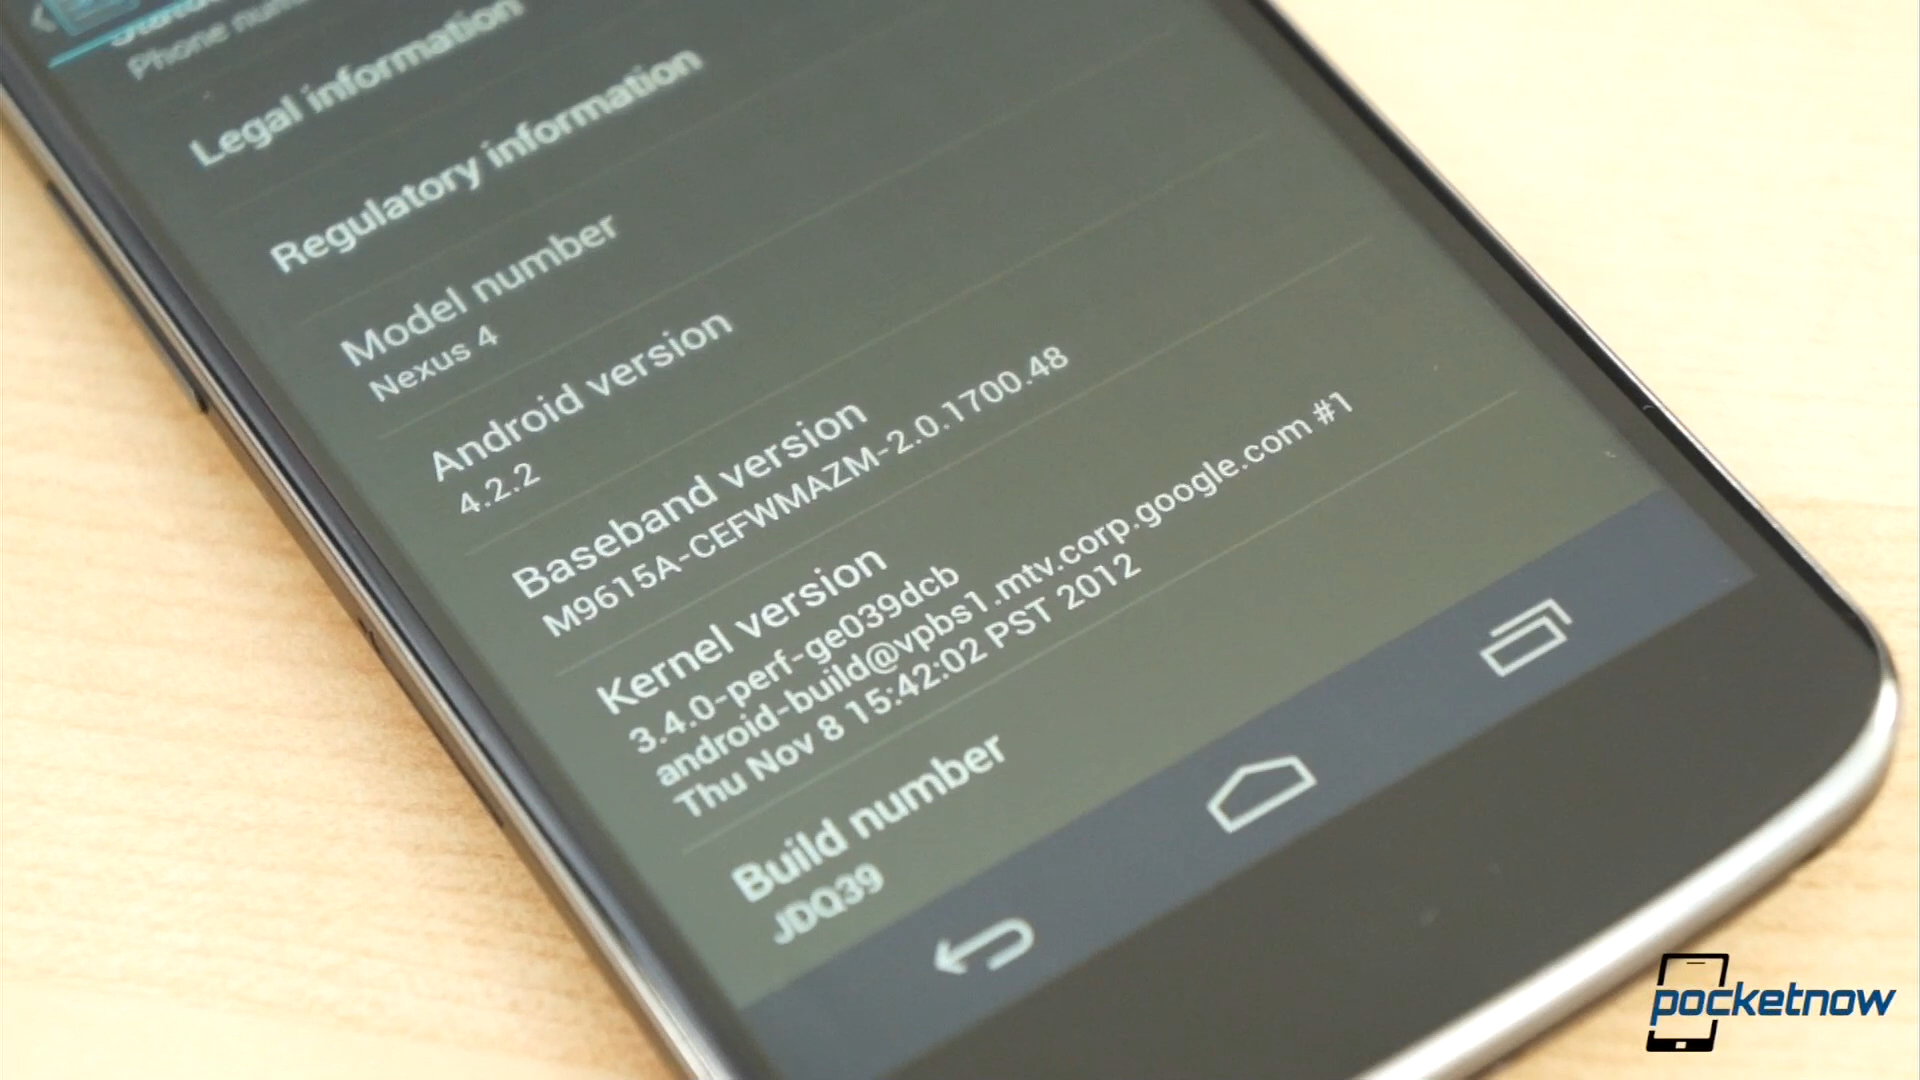 Phone num
Legal information
Regulatory information
Model number
Nexus 4
Android version
4.2.2
Baseband version
M9615A-CEFWMAZM-2.0.1700.48
Kernel version
3.4.0-perf-ge039dcb
android-build@vpbs1.mtv.corp.google.com #1
Thu Nov 8 15:42:02 PST 2012
Build number
JDQ39
pocketnow